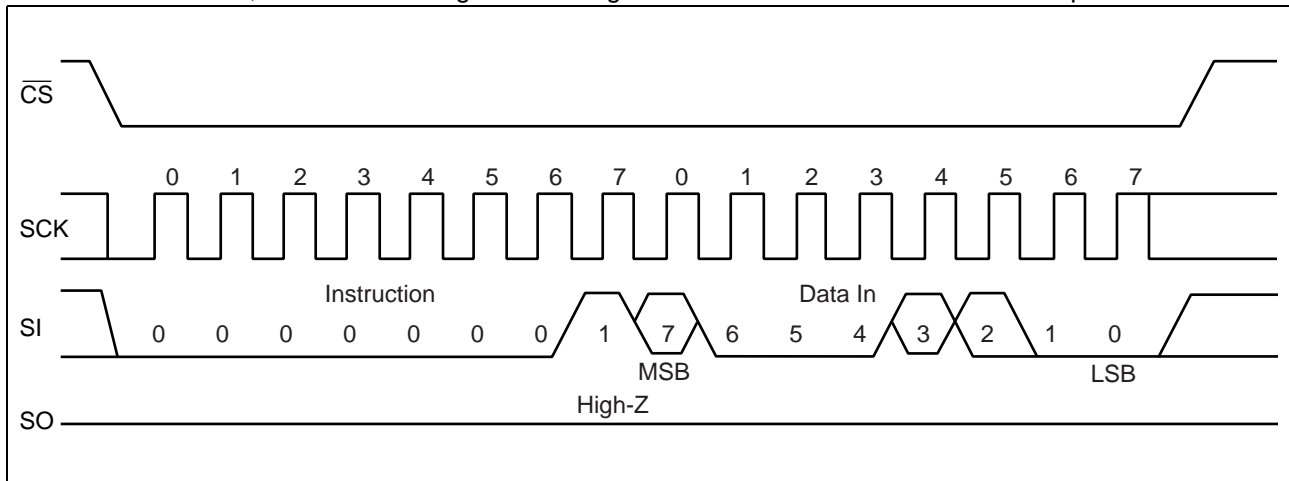 CS
0 1 2 3 4 5 6 7 0 1 2 3 4 5 6 7
SCK
Instruction Data In
SI 0 0 0 0 0 0 0 1 7 6 5 4 3 2 1 0
MSB LSB
High-Z
SO